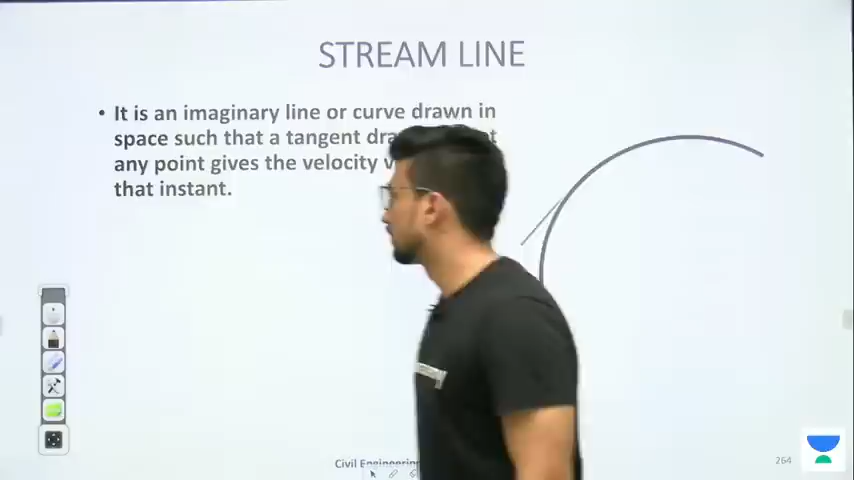 STREAM LINE
• It is an imaginary line or curve drawn in
space such that a tangent
any point gives the velocity
that instant.
Civil Engineering
264